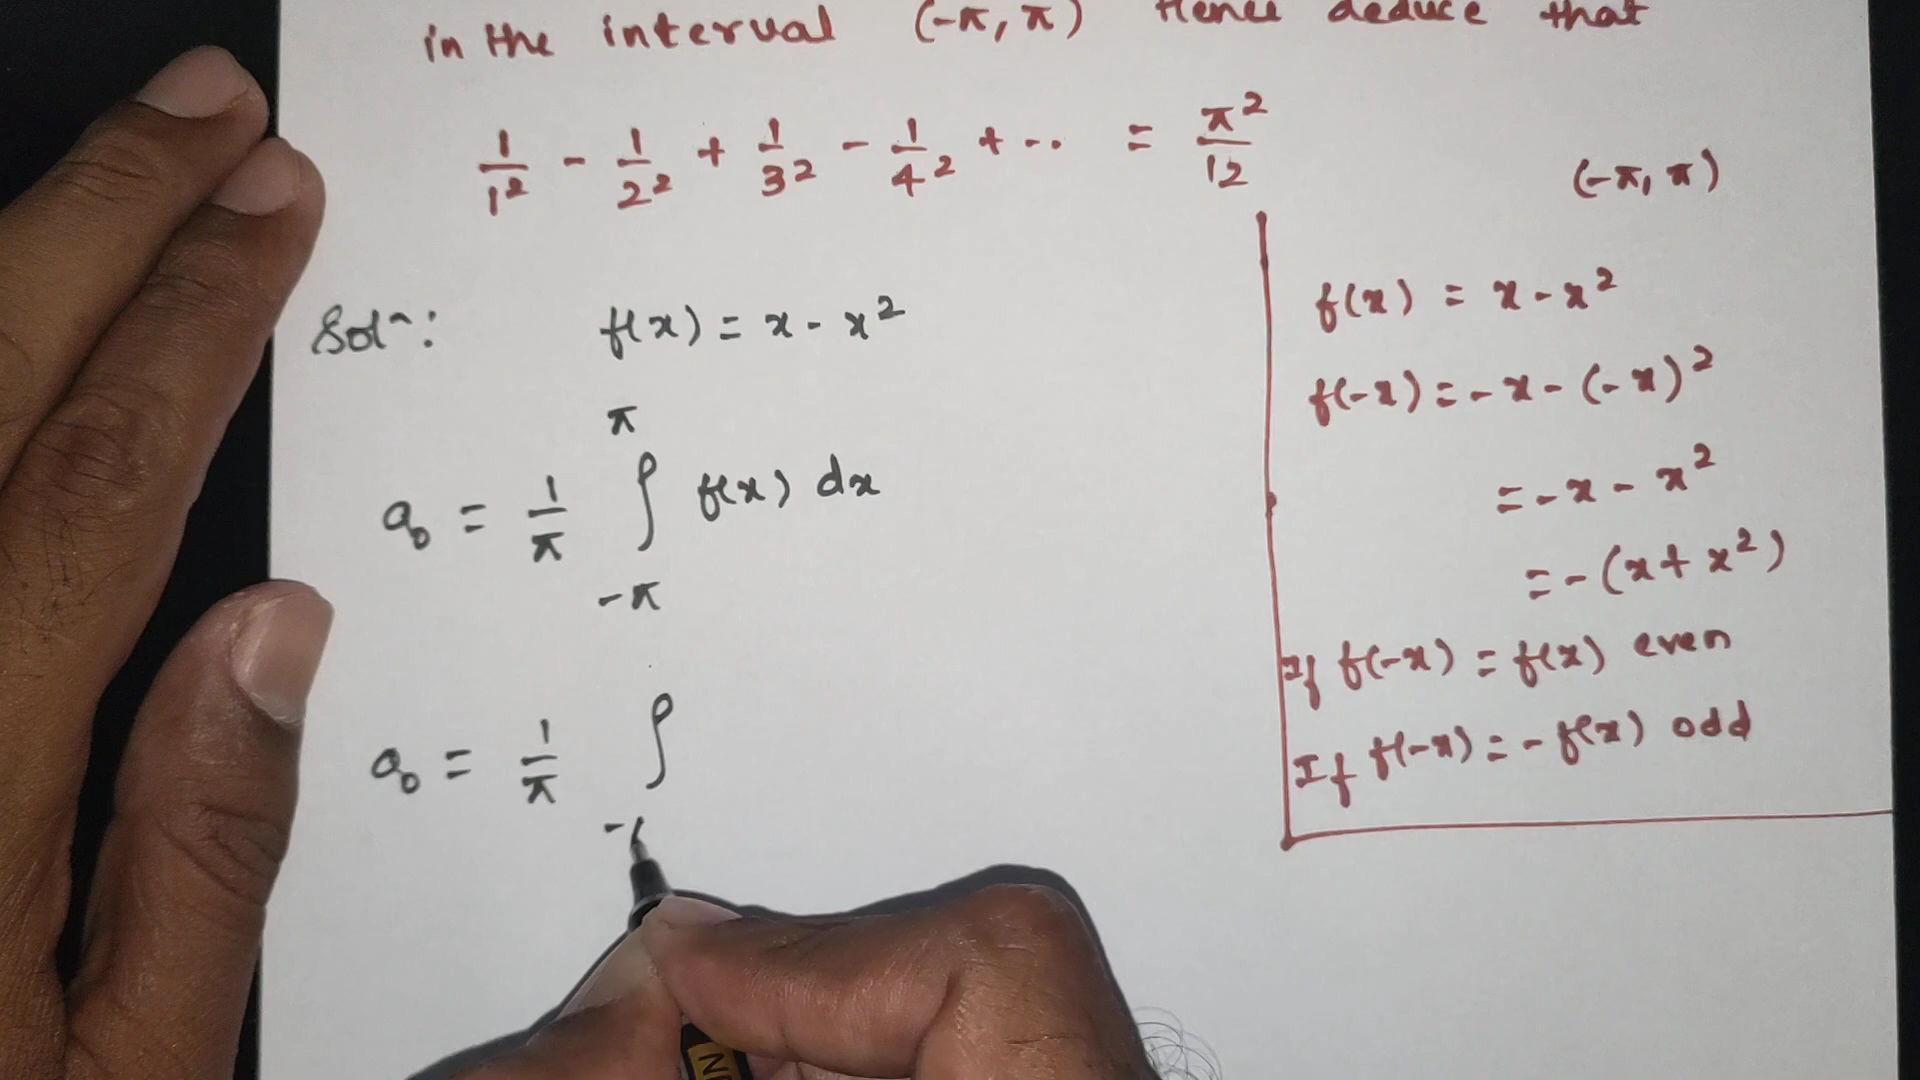 in the interval (-π, π) Hence deduce that
1/1² - 1/2² + 1/3² - 1/4² + .. = π²/12
(-π, π)
Solⁿ: f(x) = x - x²
a₀ = 1/π ∫_{-π}^{π} f(x) dx
a₀ = 1/π ∫
f(x) = x - x²
f(-x) = - x - (- x)²
= - x - x²
= - (x + x²)
If f(-x) = f(x) even
If f(-x) = - f(x) odd